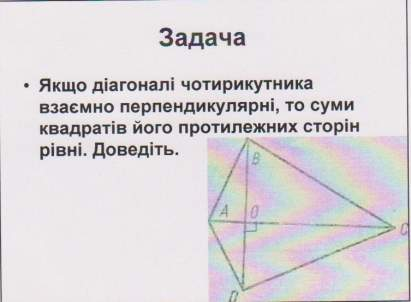 Задача
• Якщо діагоналі чотирикутника
взаємно перпендикулярні, то суми
квадратів його протилежних сторін
рівні. Доведіть.
B
A O
C
D